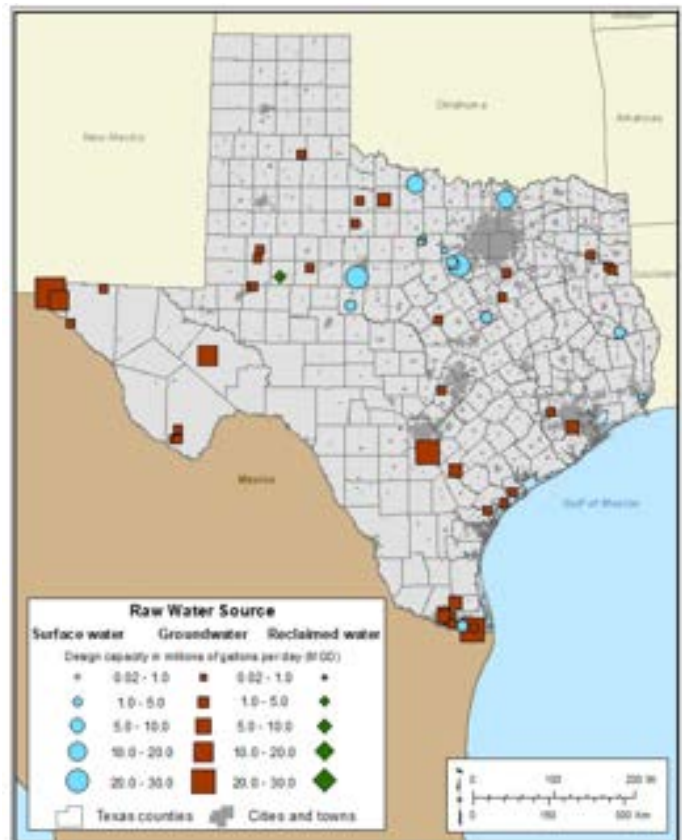 New Mexico
Oklahoma
Arkansas
Mexico
Gulf of Mexico
Raw Water Source
Surface water Groundwater Reclaimed water
Design capacity in millions of gallons per day (MGD)
0.02 - 1.0 0.02 - 1.0
1.0 - 5.0 1.0 - 5.0
5.0 - 10.0 5.0 - 10.0
10.0 - 20.0 10.0 - 20.0
20.0 - 30.0 20.0 - 30.0
Texas counties Cities and towns
0 100 200 Mi
0